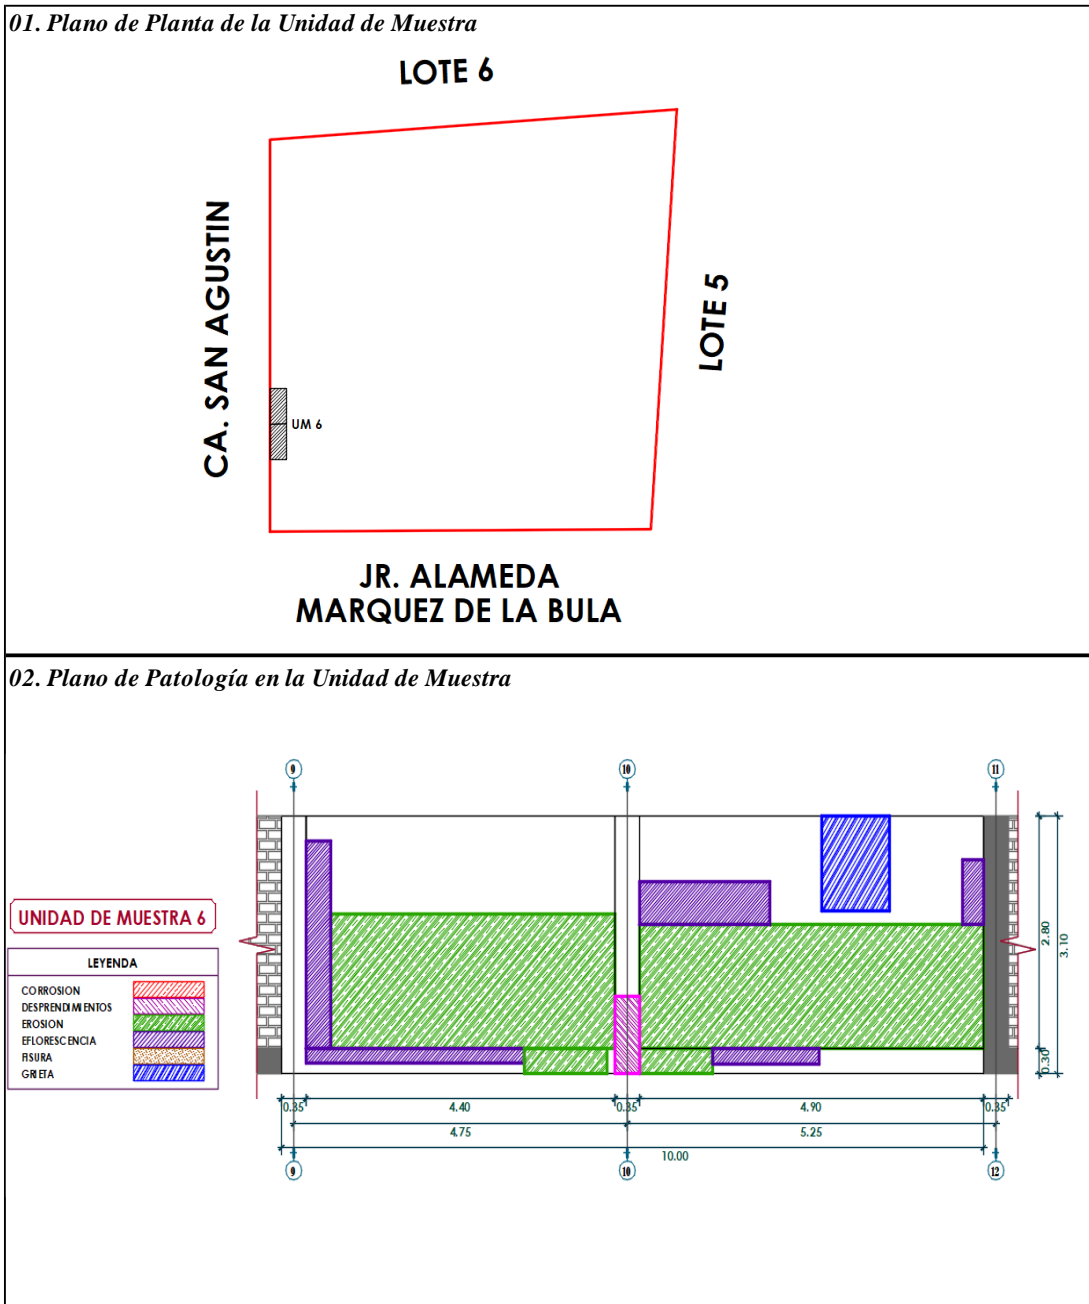 01. Plano de Planta de la Unidad de Muestra
LOTE 6
CA. SAN AGUSTIN
LOTE 5
UM 6
JR. ALAMEDA
MARQUEZ DE LA BULA
02. Plano de Patología en la Unidad de Muestra
9
10
11
UNIDAD DE MUESTRA 6
LEYENDA
CORROSION
DESPRENDIMIENTOS
EROSION
EFLORESCENCIA
FISURA
GRIETA
2.80
3.10
0.30
0.35
4.40
0.35
4.90
0.35
4.75
5.25
10.00
9
10
12